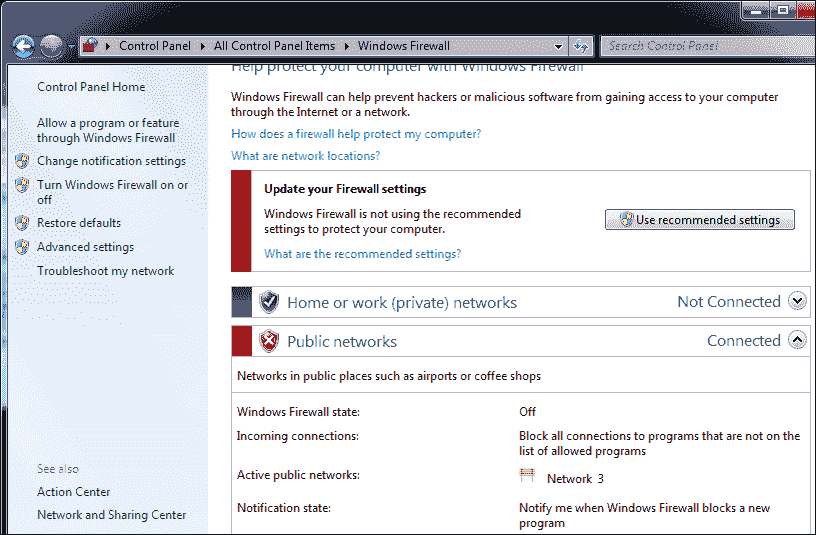 Control Panel
All Control Panel Items
Windows Firewall
Search Control Panel
Control Panel Home
Allow a program or feature
through Windows Firewall
Change notification settings
Turn Windows Firewall on or
off
Restore defaults
Advanced settings
Troubleshoot my network
See also
Action Center
Network and Sharing Center
Help protect your computer with Windows Firewall
Windows Firewall can help prevent hackers or malicious software from gaining access to your computer
through the Internet or a network.
How does a firewall help protect my computer?
What are network locations?
Update your Firewall settings
Windows Firewall is not using the recommended
settings to protect your computer.
Use recommended settings
What are the recommended settings?
Home or work (private) networks
Not Connected
Public networks
Connected
Networks in public places such as airports or coffee shops
Windows Firewall state:
Off
Incoming connections:
Block all connections to programs that are not on the
list of allowed programs
Active public networks:
Network 3
Notification state:
Notify me when Windows Firewall blocks a new
program